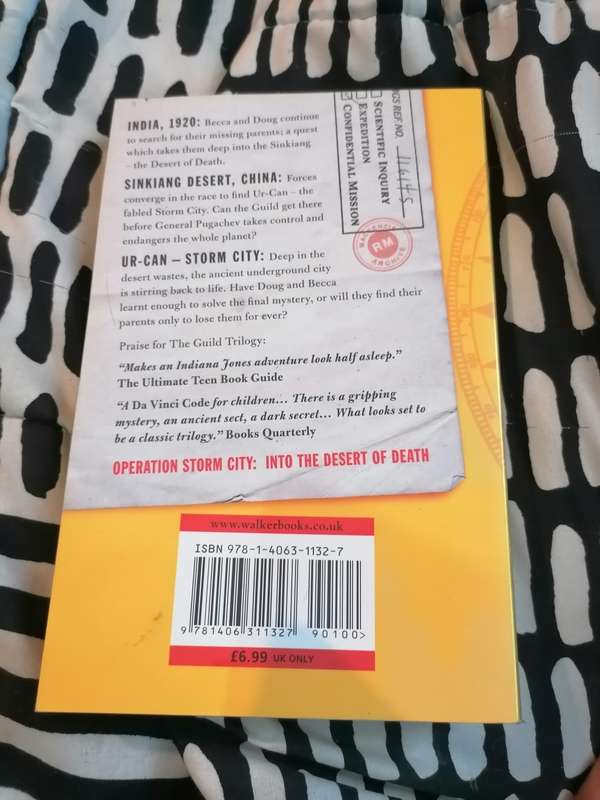 INDIA, 1920: Becca and Doug continue
to search for their missing parents; a quest
which takes them deep into the Sinkiang
– the Desert of Death.
SINKIANG DESERT, CHINA: Forces
converge in the race to find Ur-Can – the
fabled Storm City. Can the Guild get there
before General Pugachev takes control and
endangers the whole planet?
UR-CAN – STORM CITY: Deep in the
desert wastes, the ancient underground city
is stirring back to life. Have Doug and Becca
learnt enough to solve the final mystery, or will they find their
parents only to lose them for ever?
Praise for The Guild Trilogy:
“Makes an Indiana Jones adventure look half asleep.”
The Ultimate Teen Book Guide
“A Da Vinci Code for children... There is a gripping
mystery, an ancient sect, a dark secret... What looks set to
be a classic trilogy.” Books Quarterly
OPERATION STORM CITY: INTO THE DESERT OF DEATH
REF. NO.
SCIENTIFIC INQUIRY
EXPEDITION
CONFIDENTIAL MISSION
RM
ARCHIVE
www.walkerbooks.co.uk
ISBN 978-1-4063-1132-7
9 781406 311327
90100>
£6.99 UK ONLY